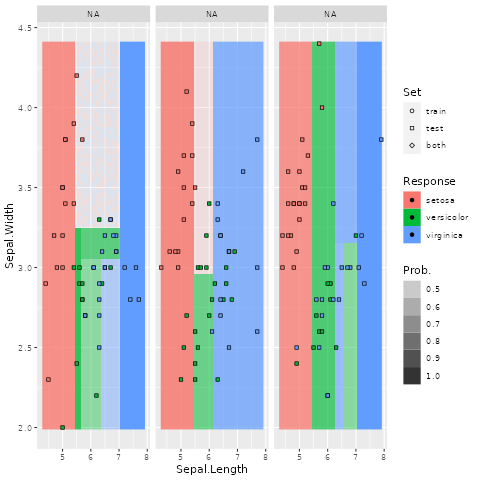 NA NA NA
4.5
4.0
3.5
3.0
2.5
2.0
Sepal.Width
5 6 7 8 5 6 7 8 5 6 7 8
Sepal.Length
Set
train
test
both
Response
setosa
versicolor
virginica
Prob.
0.5
0.6
0.7
0.8
0.9
1.0